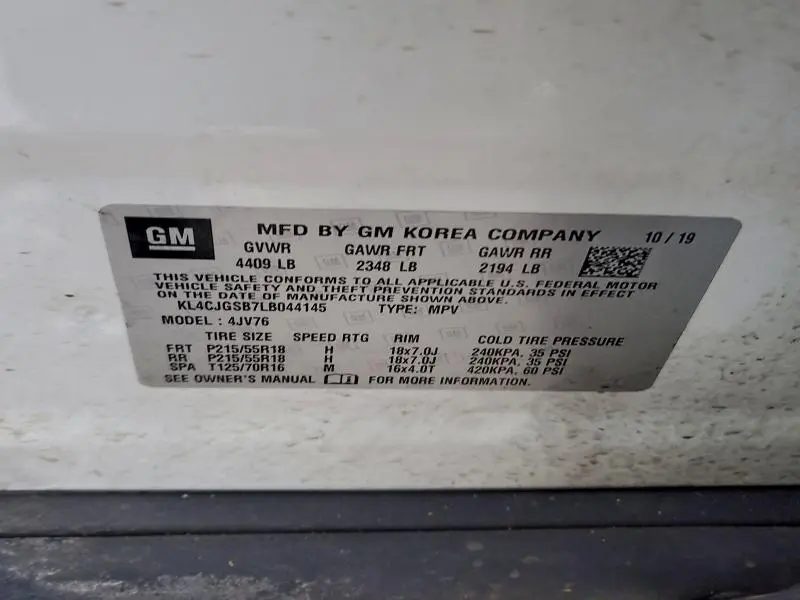 GM MFD BY GM KOREA COMPANY 10/19
GVWR GAWR FRT GAWR RR
4409 LB 2348 LB 2194 LB
THIS VEHICLE CONFORMS TO ALL APPLICABLE U.S. FEDERAL MOTOR
VEHICLE SAFETY AND THEFT PREVENTION STANDARDS IN EFFECT
ON THE DATE OF MANUFACTURE SHOWN ABOVE.
KL4CJGSB7LB044145 TYPE: MPV
MODEL: 4JV76
TIRE SIZE SPEED RTG RIM COLD TIRE PRESSURE
FRT P215/55R18 H 18x7.0J 240KPA, 35 PSI
RR P215/55R18 H 18x7.0J 240KPA, 35 PSI
SPA T125/70R16 M 16x4.0T 420KPA, 60 PSI
SEE OWNER'S MANUAL FOR MORE INFORMATION.